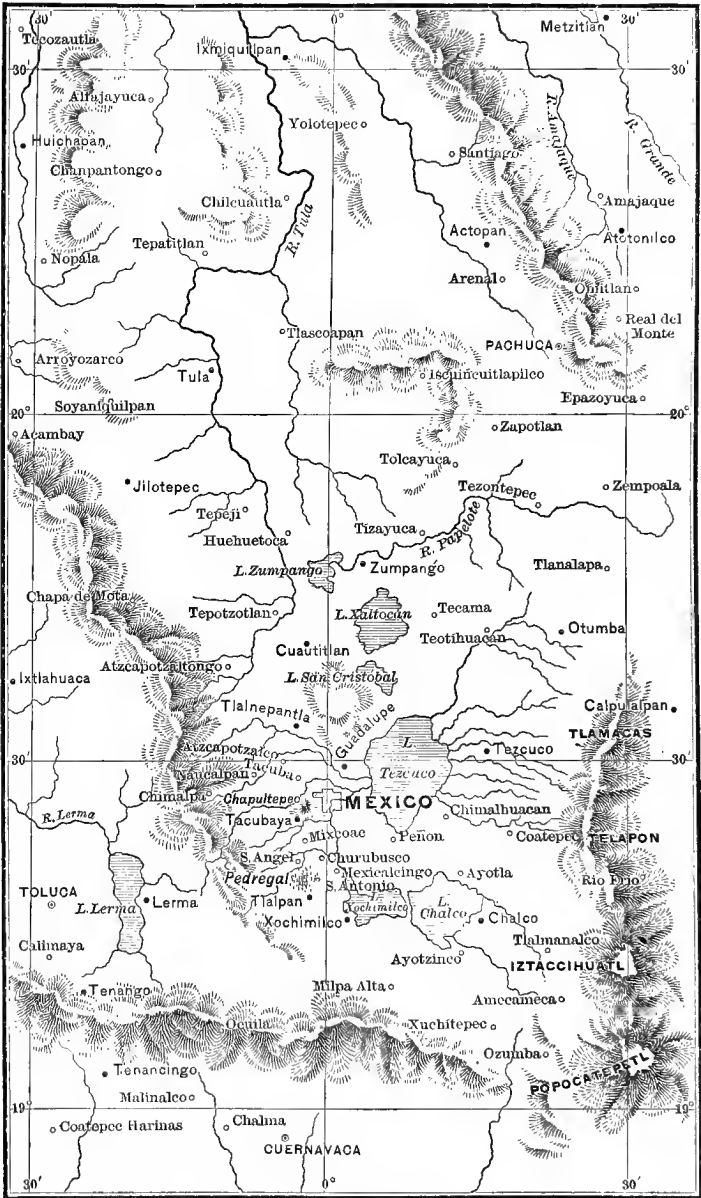 30'
0°
30'
Tecozautla
Ixmiquilpan
Metzitlan
30'
30'
Alfajayuca
Yolotepec
R. Amajaque
R. Grande
Huichapan
Santiago
Chapantongo
Chilcuautla
Amajaque
R. Tula
Actopan
Atotonilco
Tepatitlan
Nopala
Arenal
Omitlan
Tlascoapan
Real del
Monte
PACHUCA
Arroyozarco
Tula
Iscuincuitlapilco
Soyaniquilpan
Epazoyuca
20°
20°
Acambay
Zapotlan
Tolcayuca
Jilotepec
Tezontepec
Zempoala
Tepeji
Huehuetoca
Tizayuca
R. Papelote
L. Zumpango
Zumpango
Tlanalapa
Chapa de Mota
Tepotzotlan
L. Xaltocan
Tecama
Teotihuacan
Otumba
Cuautitlan
Atzcapotzaltongo
L. San Cristobal
Ixtlahuaca
Calpulalpan
Tlalnepantla
Guadalupe
TLAMACAS
Atzcapotzalco
L.
Tezcuco
Tezcuco
30'
30'
Naucalpan
Tacuba
Chimalpa
Chapultepec
MEXICO
R. Lerma
Tacubaya
Chimalhuacan
Mixcoac
Peñon
Coatepec
TELAPON
S. Angel
Churubusco
Pedregal
Mexicalcingo
Ayotla
Rio Frio
TOLUCA
S. Antonio
L. Lerma
Lerma
Tlalpan
L.
Xochimilco
L.
Chalco
Xochimilco
Chalco
Calimaya
Tlalmanalco
Ayotzinco
IZTACCIHUATL
Tenango
Milpa Alta
Amecameca
Ocuila
Xuchitepec
Ozumba
Tenancingo
POPOCATEPETL
Malinalco
19°
19°
Coatepec Harinas
Chalma
CUERNAVACA
30'
0°
30'